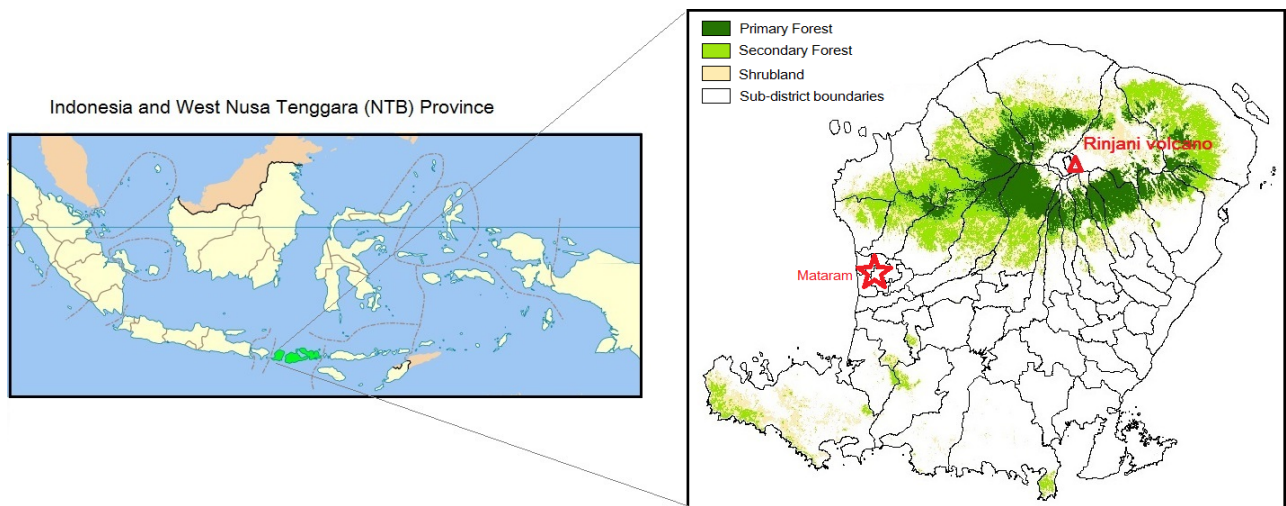 Indonesia and West Nusa Tenggara (NTB) Province
Primary Forest
Secondary Forest
Shrubland
Sub-district boundaries
Rinjani volcano
Mataram